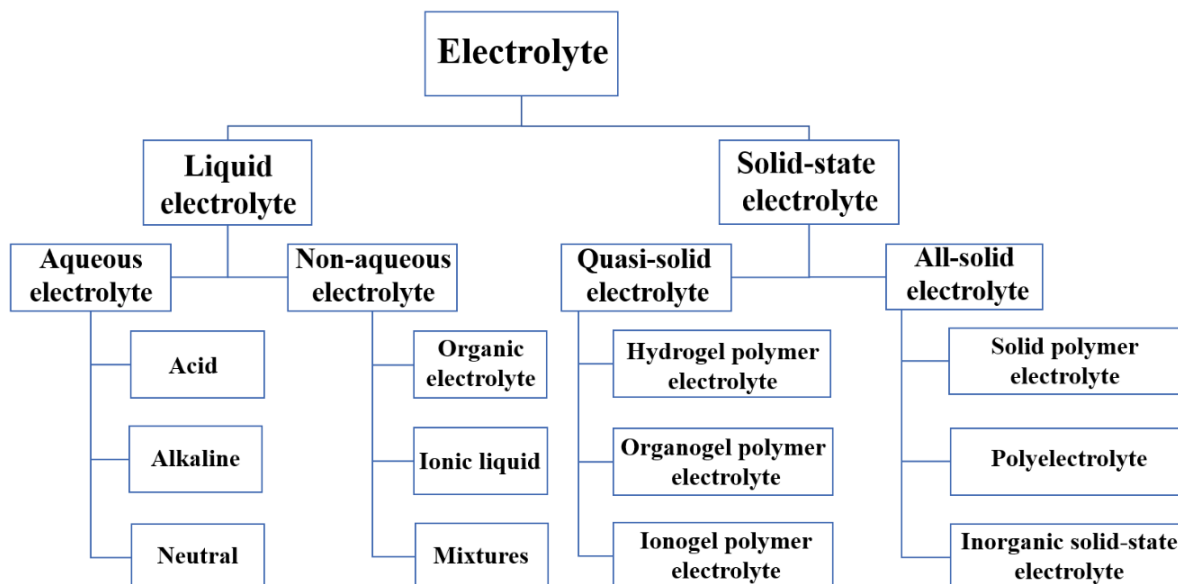 Electrolyte
Liquid
electrolyte
Solid-state
electrolyte
Aqueous
electrolyte
Non-aqueous
electrolyte
Quasi-solid
electrolyte
All-solid
electrolyte
Acid
Alkaline
Neutral
Organic
electrolyte
Ionic liquid
Mixtures
Hydrogel polymer
electrolyte
Organogel polymer
electrolyte
Ionogel polymer
electrolyte
Solid polymer
electrolyte
Polyelectrolyte
Inorganic solid-state
electrolyte